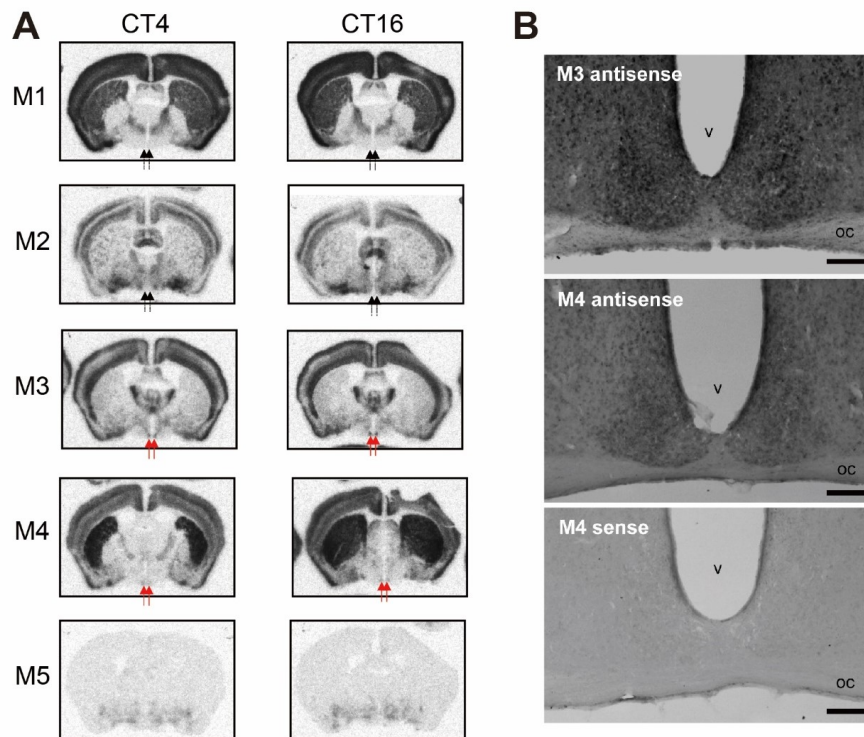 A
CT4
CT16
M1
M2
M3
M4
M5
B
M3 antisense
v
oc
M4 antisense
v
oc
M4 sense
v
oc